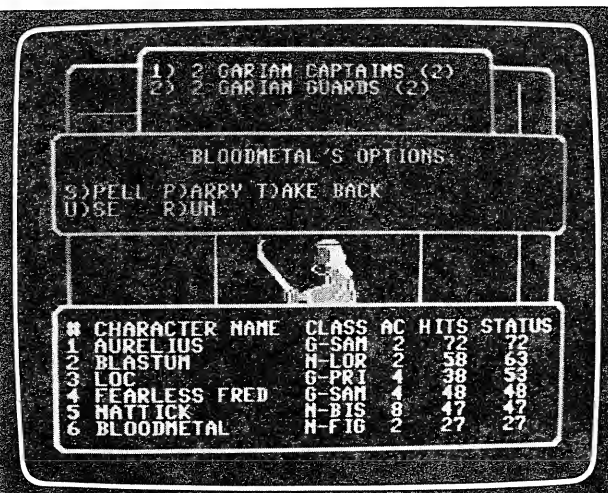 1) 2 GARIAN CAPTAINS (2)
2) 2 GARIAN GUARDS (2)
BLOODMETAL'S OPTIONS:
S)PELL P)ARRY T)AKE BACK
U)SE R)UN
# CHARACTER NAME CLASS AC HITS STATUS
1 AURELIUS G-SAM 2 72 72
2 BLASTUM N-LOR 2 58 63
3 LOC G-PRI 4 38 53
4 FEARLESS FRED G-SAM 4 48 48
5 MATTICK N-BIS 8 47 47
6 BLOODMETAL N-FIG 2 27 27